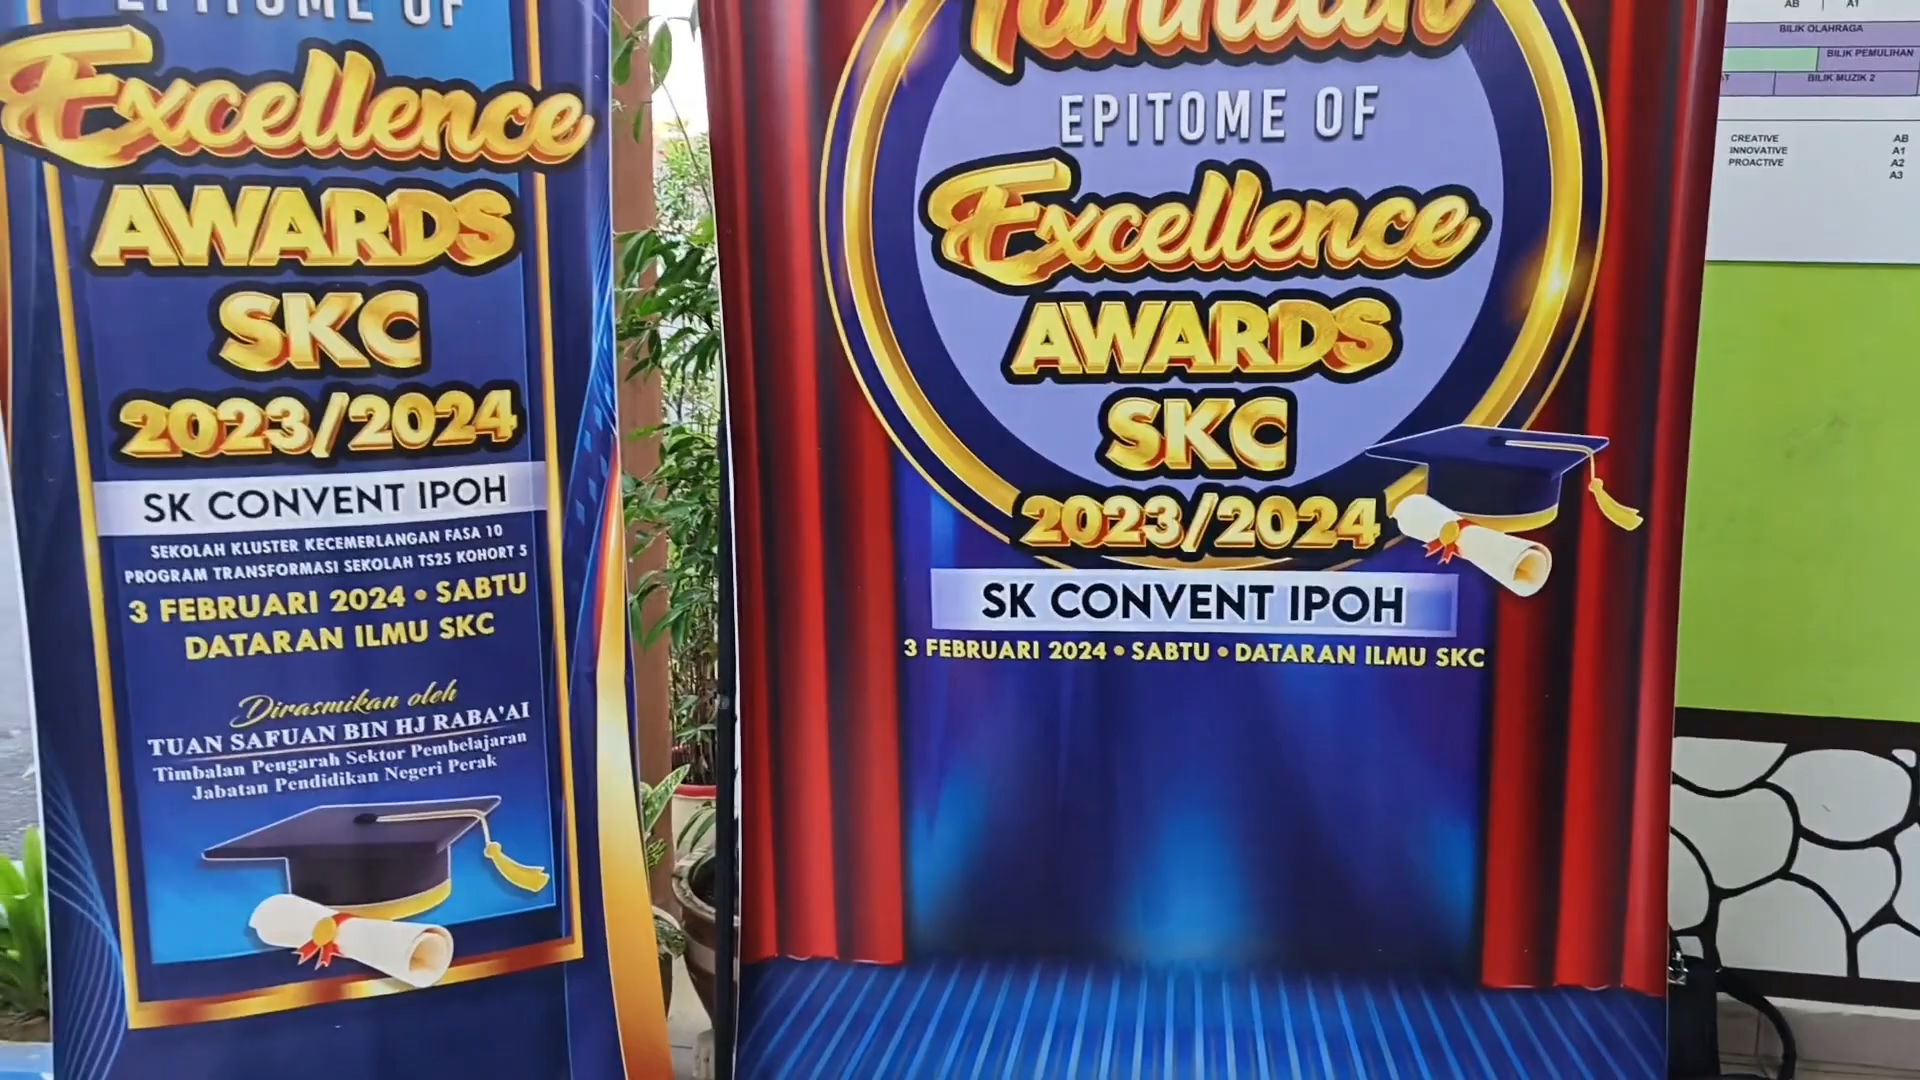 EPITOME OF
Excellence
AWARDS
SKC
2023/2024
SK CONVENT IPOH
SEKOLAH KLUSTER KECEMERLANGAN FASA 10
PROGRAM TRANSFORMASI SEKOLAH TS25 KOHORT 5
3 FEBRUARI 2024 • SABTU
DATARAN ILMU SKC
Dirasmikan oleh
TUAN SAFUAN BIN HJ RABA'AI
Timbalan Pengarah Sektor Pembelajaran
Jabatan Pendidikan Negeri Perak
EPITOME OF
Excellence
AWARDS
SKC
2023/2024
SK CONVENT IPOH
3 FEBRUARI 2024 • SABTU • DATARAN ILMU SKC
AB A1
BILIK OLAHRAGA
BILIK PEMULIHAN
BILIK MUZIK 2
CREATIVE AB
INNOVATIVE A1
PROACTIVE A2
A3